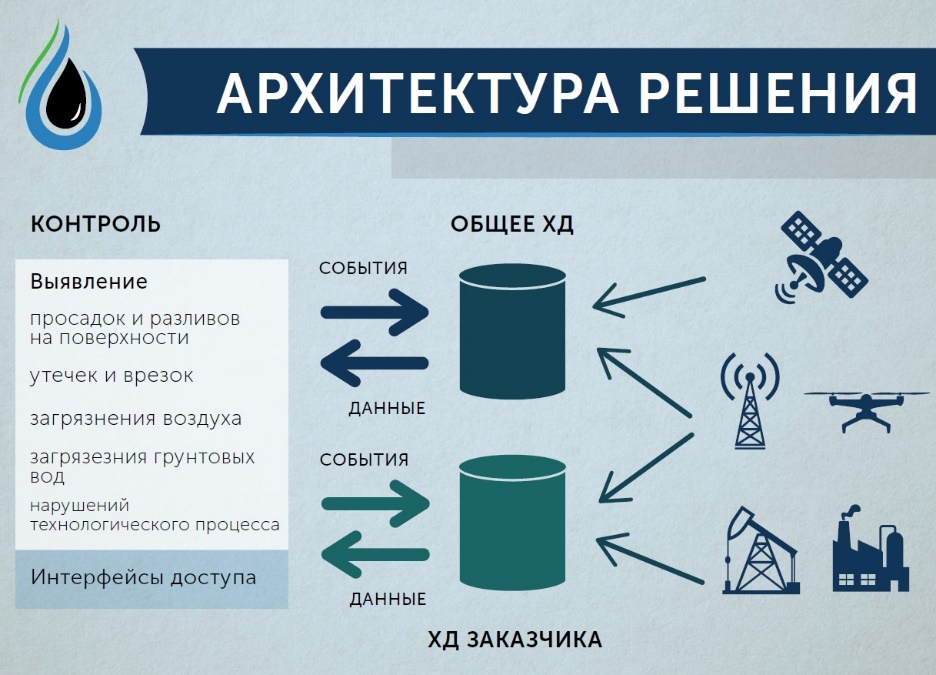 АРХИТЕКТУРА РЕШЕНИЯ
КОНТРОЛЬ
ОБЩЕЕ ХД
Выявление
просадок и разливов
на поверхности
утечек и врезок
загрязнения воздуха
загрязезния грунтовых
вод
нарушений
технологического процесса
Интерфейсы доступа
СОБЫТИЯ
ДАННЫЕ
СОБЫТИЯ
ДАННЫЕ
ХД ЗАКАЗЧИКА